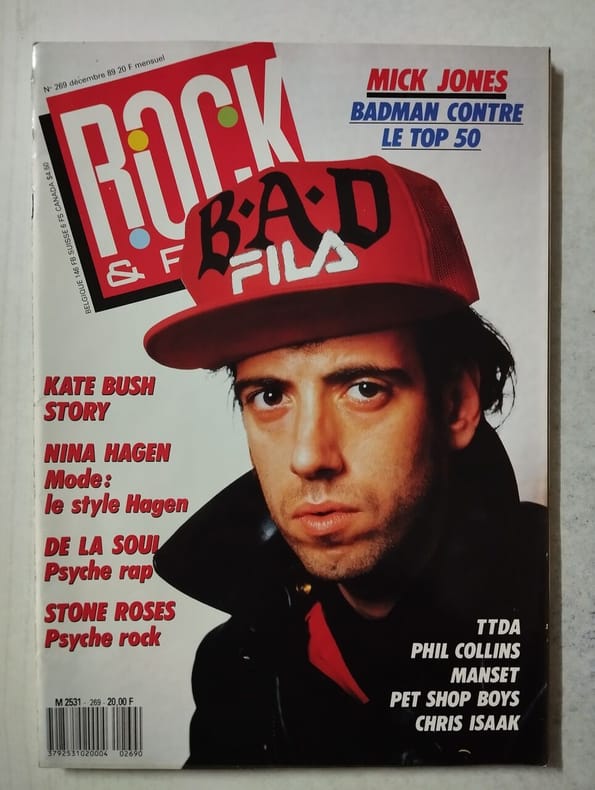 N° 269 décembre 89 20 F mensuel
ROCK
& F
BELGIQUE 146 FB SUISSE 6 FS CANADA $4.50
MICK JONES
BADMAN CONTRE
LE TOP 50
B·A·D
FILA
KATE BUSH
STORY
NINA HAGEN
Mode:
le style Hagen
DE LA SOUL
Psyche rap
STONE ROSES
Psyche rock
TTDA
PHIL COLLINS
MANSET
PET SHOP BOYS
CHRIS ISAAK
M 2531 - 269 - 20,00 F
3792531020004 02690